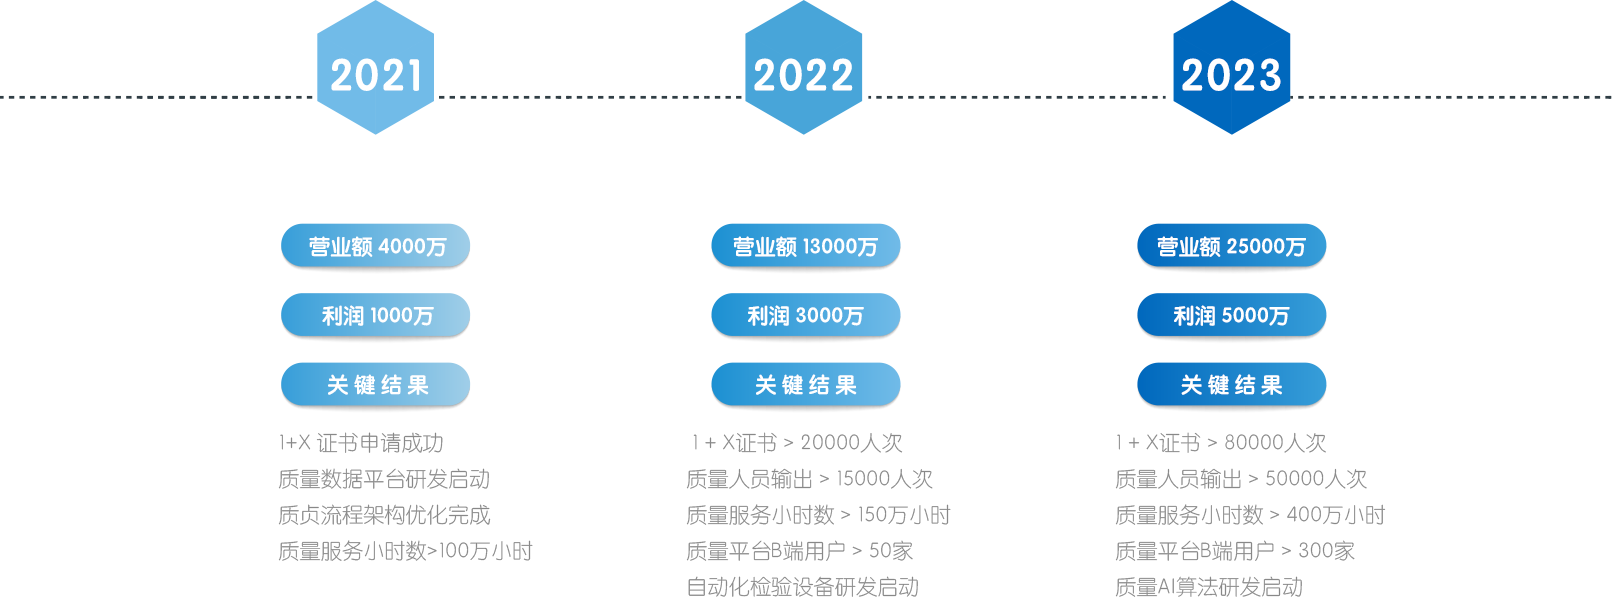 2021
2022
2023
营业额 4000万
营业额 13000万
营业额 25000万
利润 1000万
利润 3000万
利润 5000万
关键结果
关键结果
关键结果
1+X 证书申请成功
质量数据平台研发启动
质贞流程架构优化完成
质量服务小时数>100万小时
1 + X证书 > 20000人次
质量人员输出 > 15000人次
质量服务小时数 > 150万小时
质量平台B端用户 > 50家
自动化检验设备研发启动
1 + X证书 > 80000人次
质量人员输出 > 50000人次
质量服务小时数 > 400万小时
质量平台B端用户 > 300家
质量AI算法研发启动